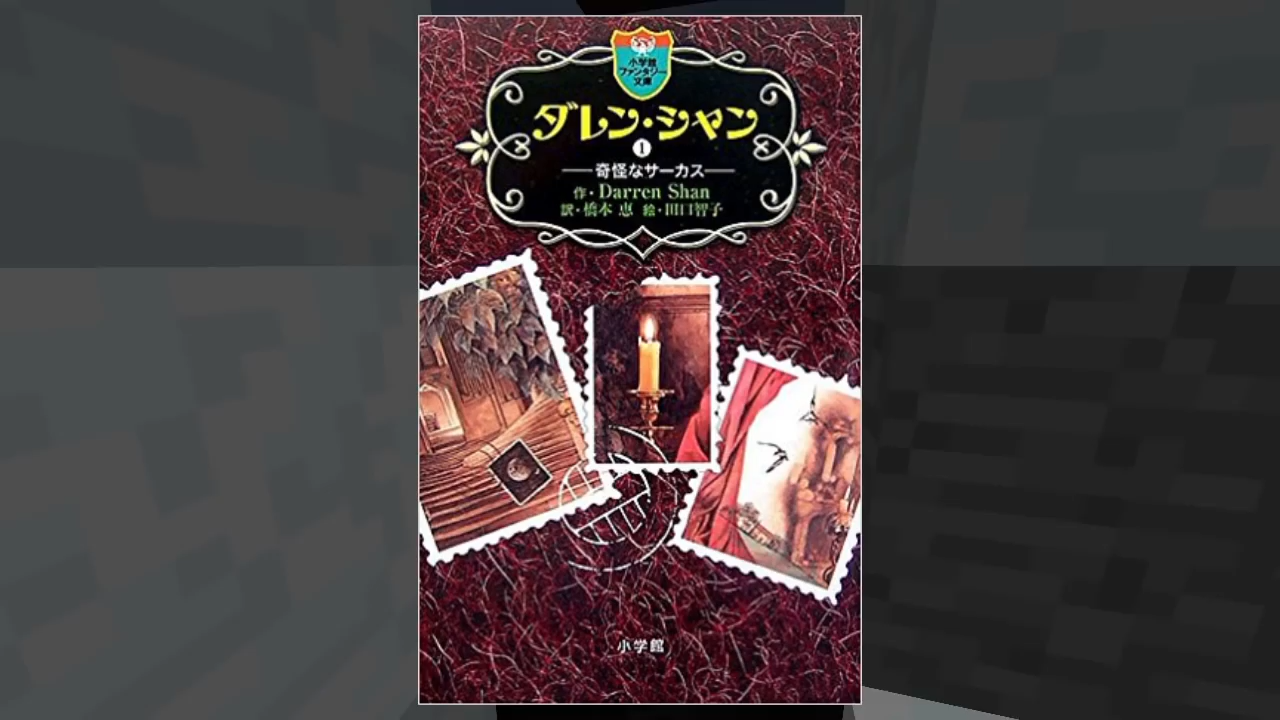 小学館
ファンタジー
文庫
ダレン・シャン
1
奇怪なサーカス
作・Darren Shan
訳・橋本 恵 絵・田口智子
小学館